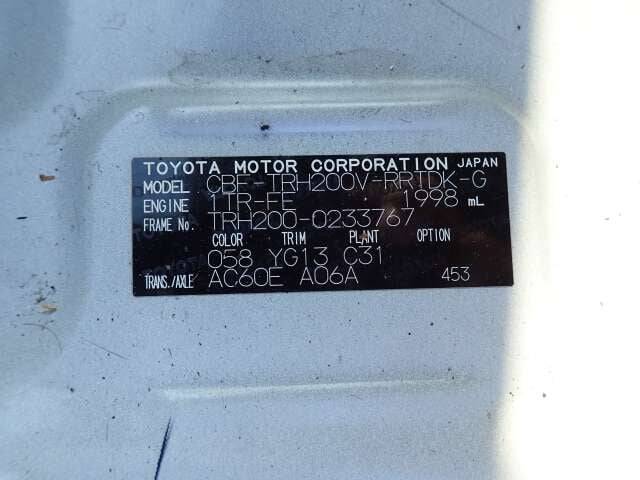 TOYOTA MOTOR CORPORATION JAPAN
MODEL CBF-TRH200V-RRTDK-G
ENGINE 1TR-FE 1998 mL
FRAME No. TRH200-0233767
COLOR TRIM PLANT OPTION
058 YG13 C31
TRANS./AXLE AC60E A06A 453